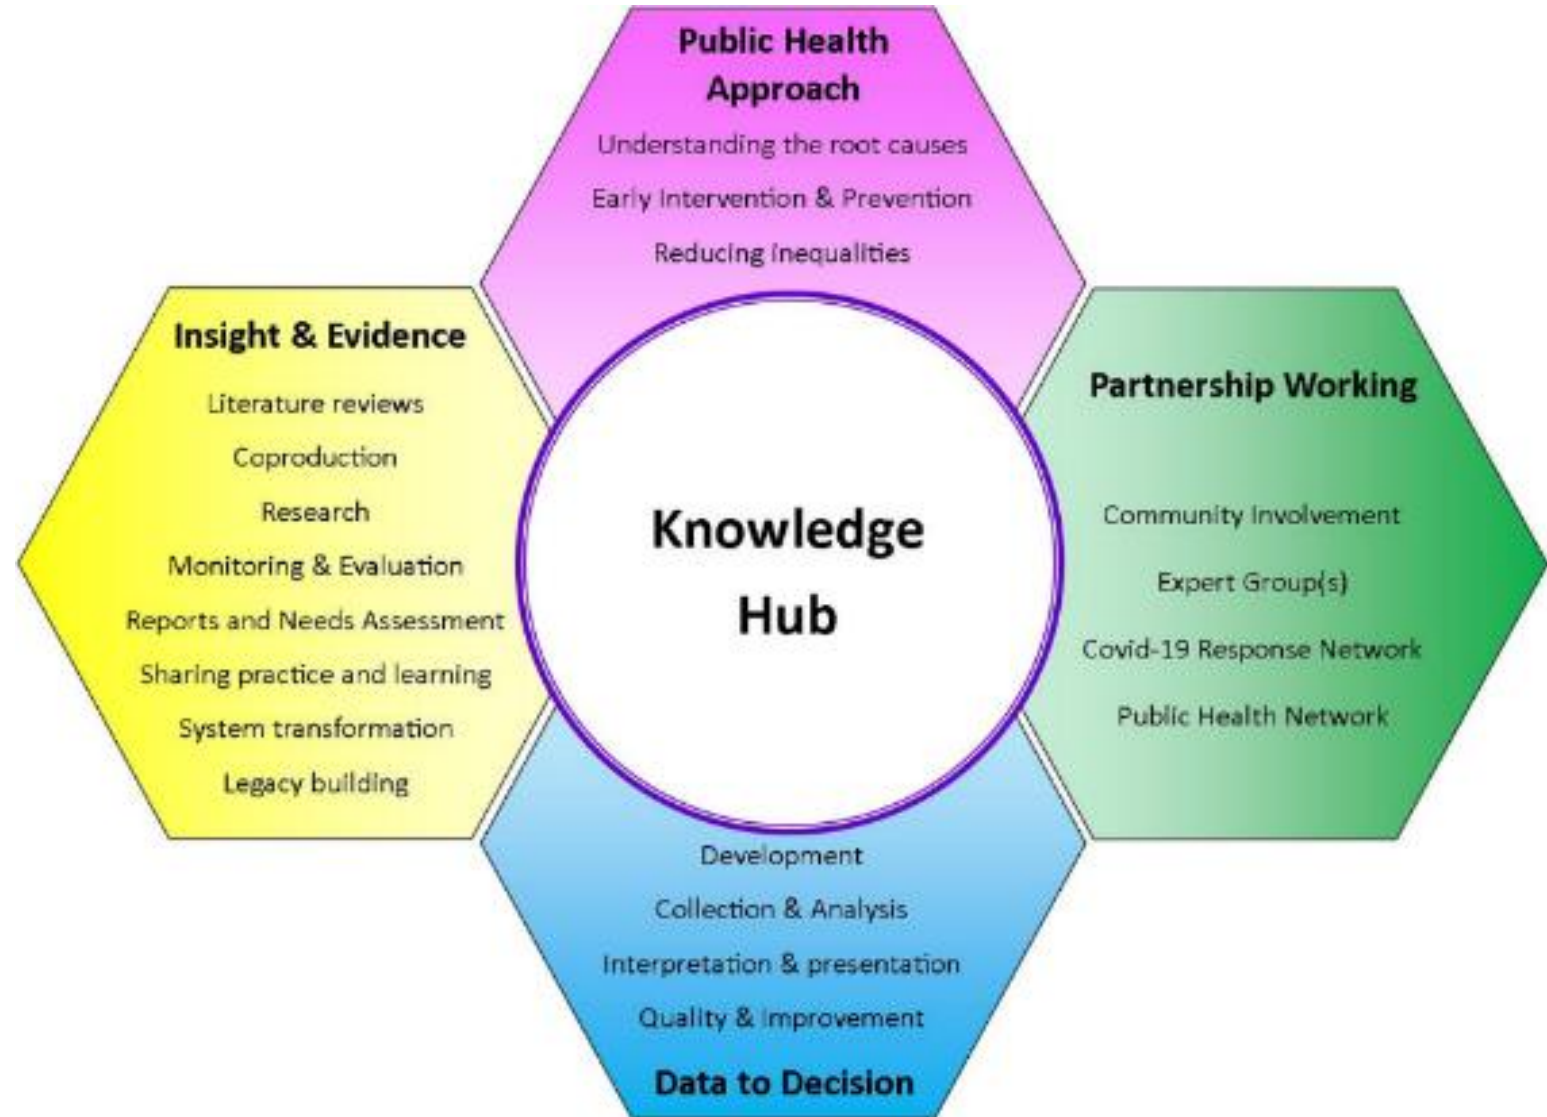 Public Health
Approach
Understanding the root causes
Early Intervention & Prevention
Reducing inequalities
Insight & Evidence
Literature reviews
Coproduction
Research
Monitoring & Evaluation
Reports and Needs Assessment
Sharing practice and learning
System transformation
Legacy building
Knowledge
Hub
Partnership Working
Community Involvement
Expert Group(s)
Covid-19 Response Network
Public Health Network
Development
Collection & Analysis
Interpretation & presentation
Quality & Improvement
Data to Decision